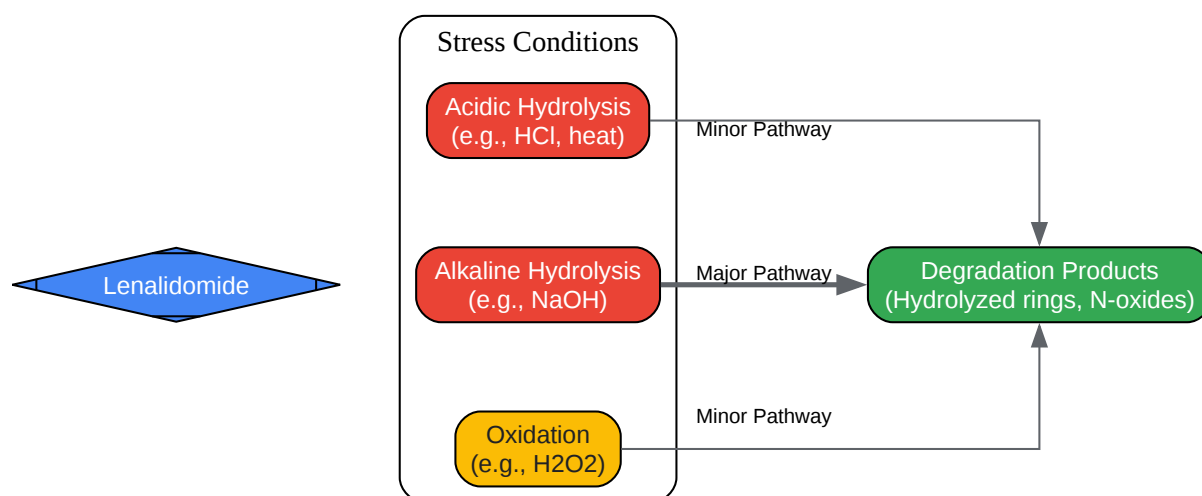 Stress Conditions
Acidic Hydrolysis
(e.g., HCl, heat)
Minor Pathway
Lenalidomide
Alkaline Hydrolysis
(e.g., NaOH)
Major Pathway
Degradation Products
(Hydrolyzed rings, N-oxides)
Oxidation
(e.g., H2O2)
Minor Pathway